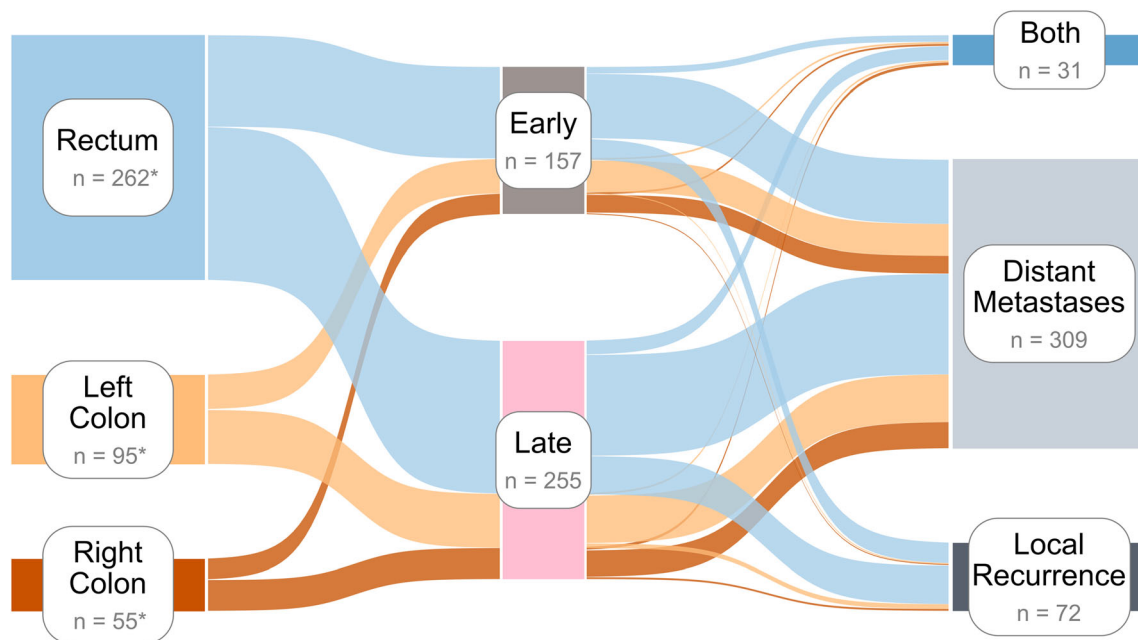 Rectum
n = 262*
Left
Colon
n = 95*
Right
Colon
n = 55*
Early
n = 157
Late
n = 255
Both
n = 31
Distant
Metastases
n = 309
Local
Recurrence
n = 72